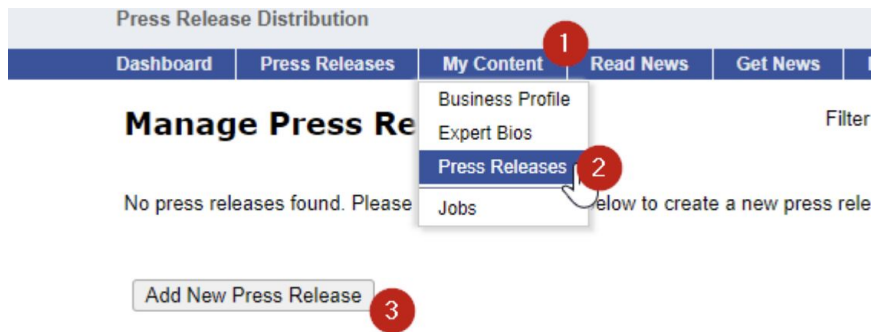 Press Release Distribution
1
Dashboard Press Releases My Content Read News Get News
Business Profile
Manage Press Re Expert Bios Filter
Press Releases 2
No press releases found. Please Jobs elow to create a new press rele
Add New Press Release 3